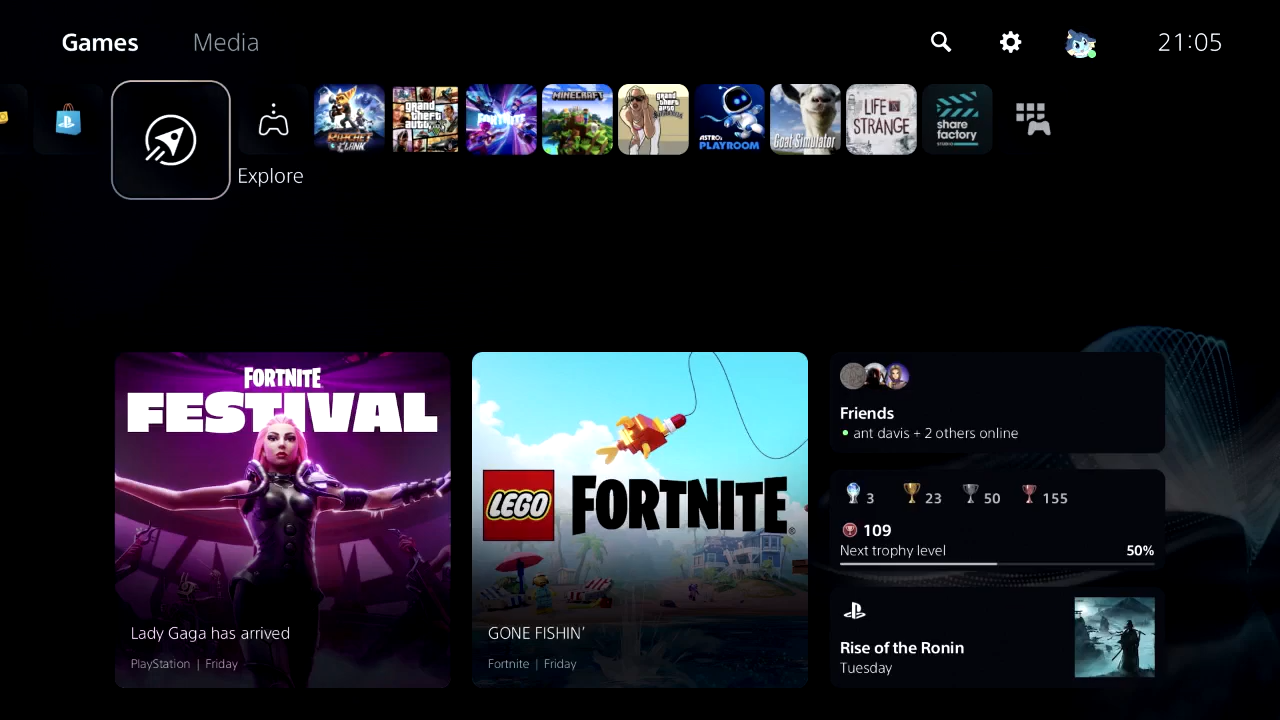 Games
Media
21:05
RATCHET
CLANK
grand
theft
auto
FORTNITE
MINECRAFT
grand
theft
auto
ASTRO's
PLAYROOM
Goat Simulator
LIFE
STRANGE
share
factory
STUDIO
Explore
FORTNITE
FESTIVAL
Lady Gaga has arrived
PlayStation | Friday
LEGO
FORTNITE
GONE FISHIN'
Fortnite | Friday
Friends
ant davis + 2 others online
3
23
50
155
109
Next trophy level
50%
Rise of the Ronin
Tuesday